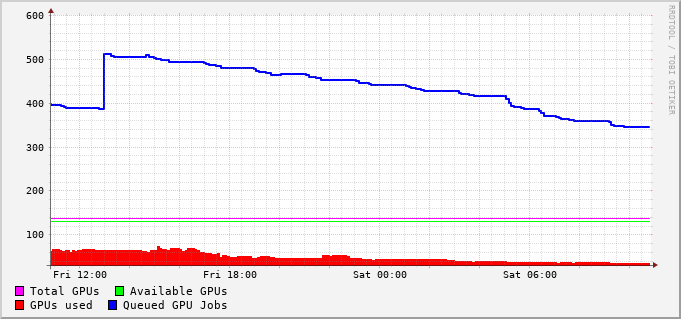 600
500
400
300
200
100
Fri 12:00 Fri 18:00 Sat 00:00 Sat 06:00
Total GPUs Available GPUs
GPUs used Queued GPU Jobs
RRDTOOL / TOBI OETIKER